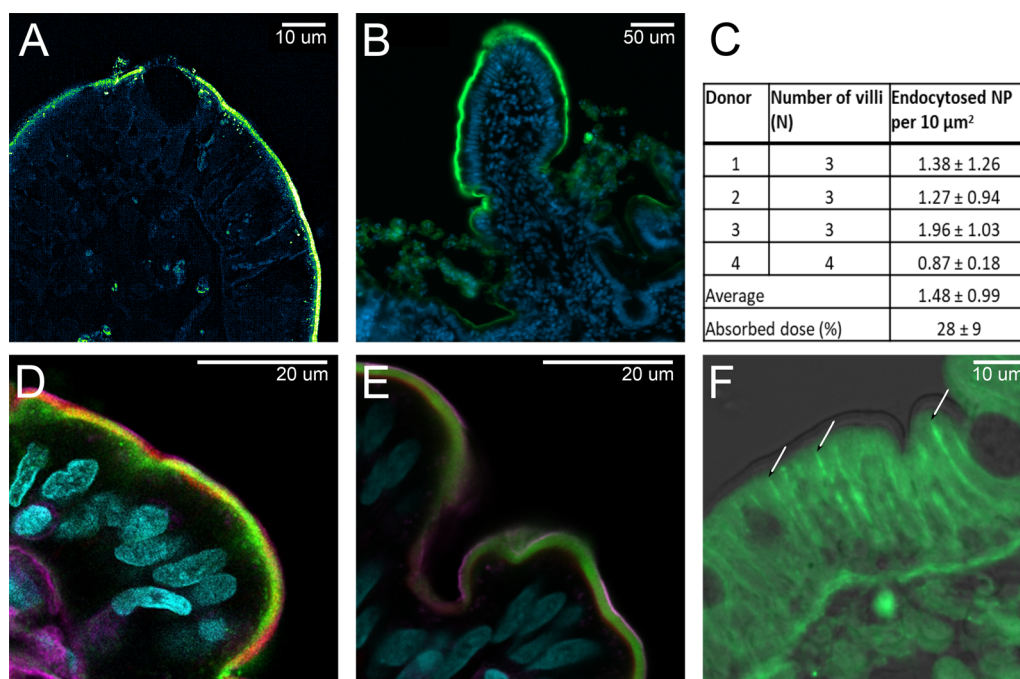 A
10 um
B
50 um
C
Donor Number of villi (N) Endocytosed NP per 10 µm²
1 3 1.38 ± 1.26
2 3 1.27 ± 0.94
3 3 1.96 ± 1.03
4 4 0.87 ± 0.18
Average 1.48 ± 0.99
Absorbed dose (%) 28 ± 9
D
20 um
E
20 um
F
10 um